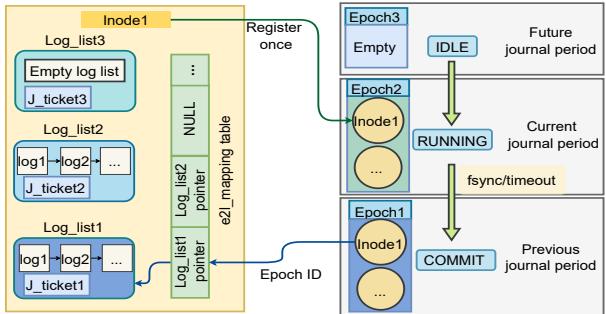 Inode1
Log_list3
Empty log list
J_ticket3
Log_list2
log1
log2
...
J_ticket2
Log_list1
log1
log2
...
J_ticket1
...
NULL
Log_list2
pointer
Log_list1
pointer
e2l_mapping table
Register
once
Epoch ID
Epoch3
Empty
IDLE
Future
journal period
Epoch2
Inode1
...
RUNNING
Current
journal period
fsync/timeout
Epoch1
Inode1
...
COMMIT
Previous
journal period